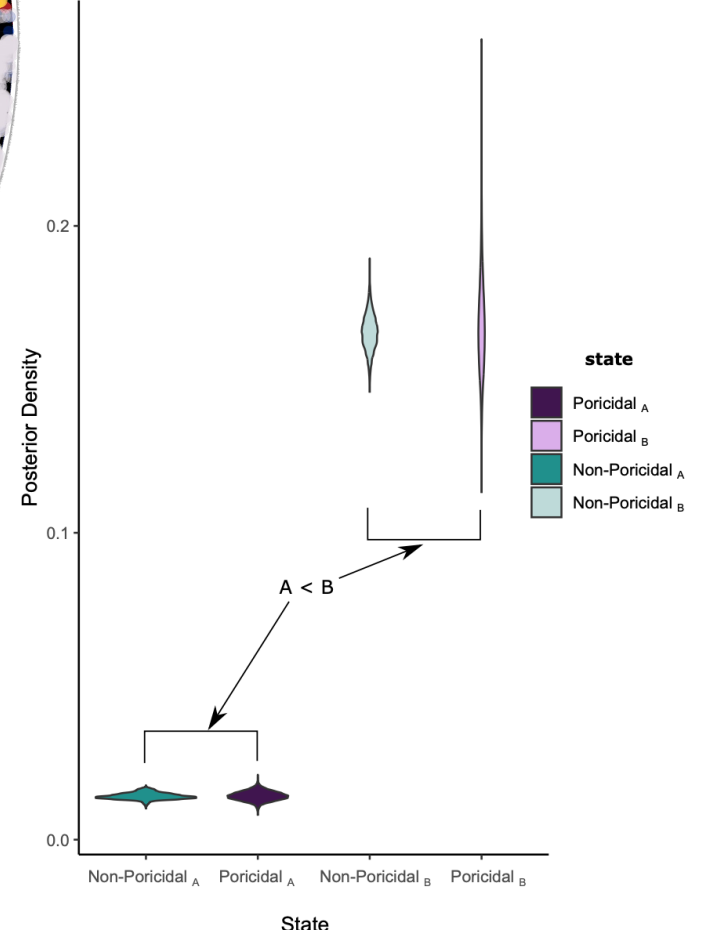 0.2
0.1
0.0
Posterior Density
A < B
Non-Poricidal A
Poricidal A
Non-Poricidal B
Poricidal B
State
state
Poricidal A
Poricidal B
Non-Poricidal A
Non-Poricidal B